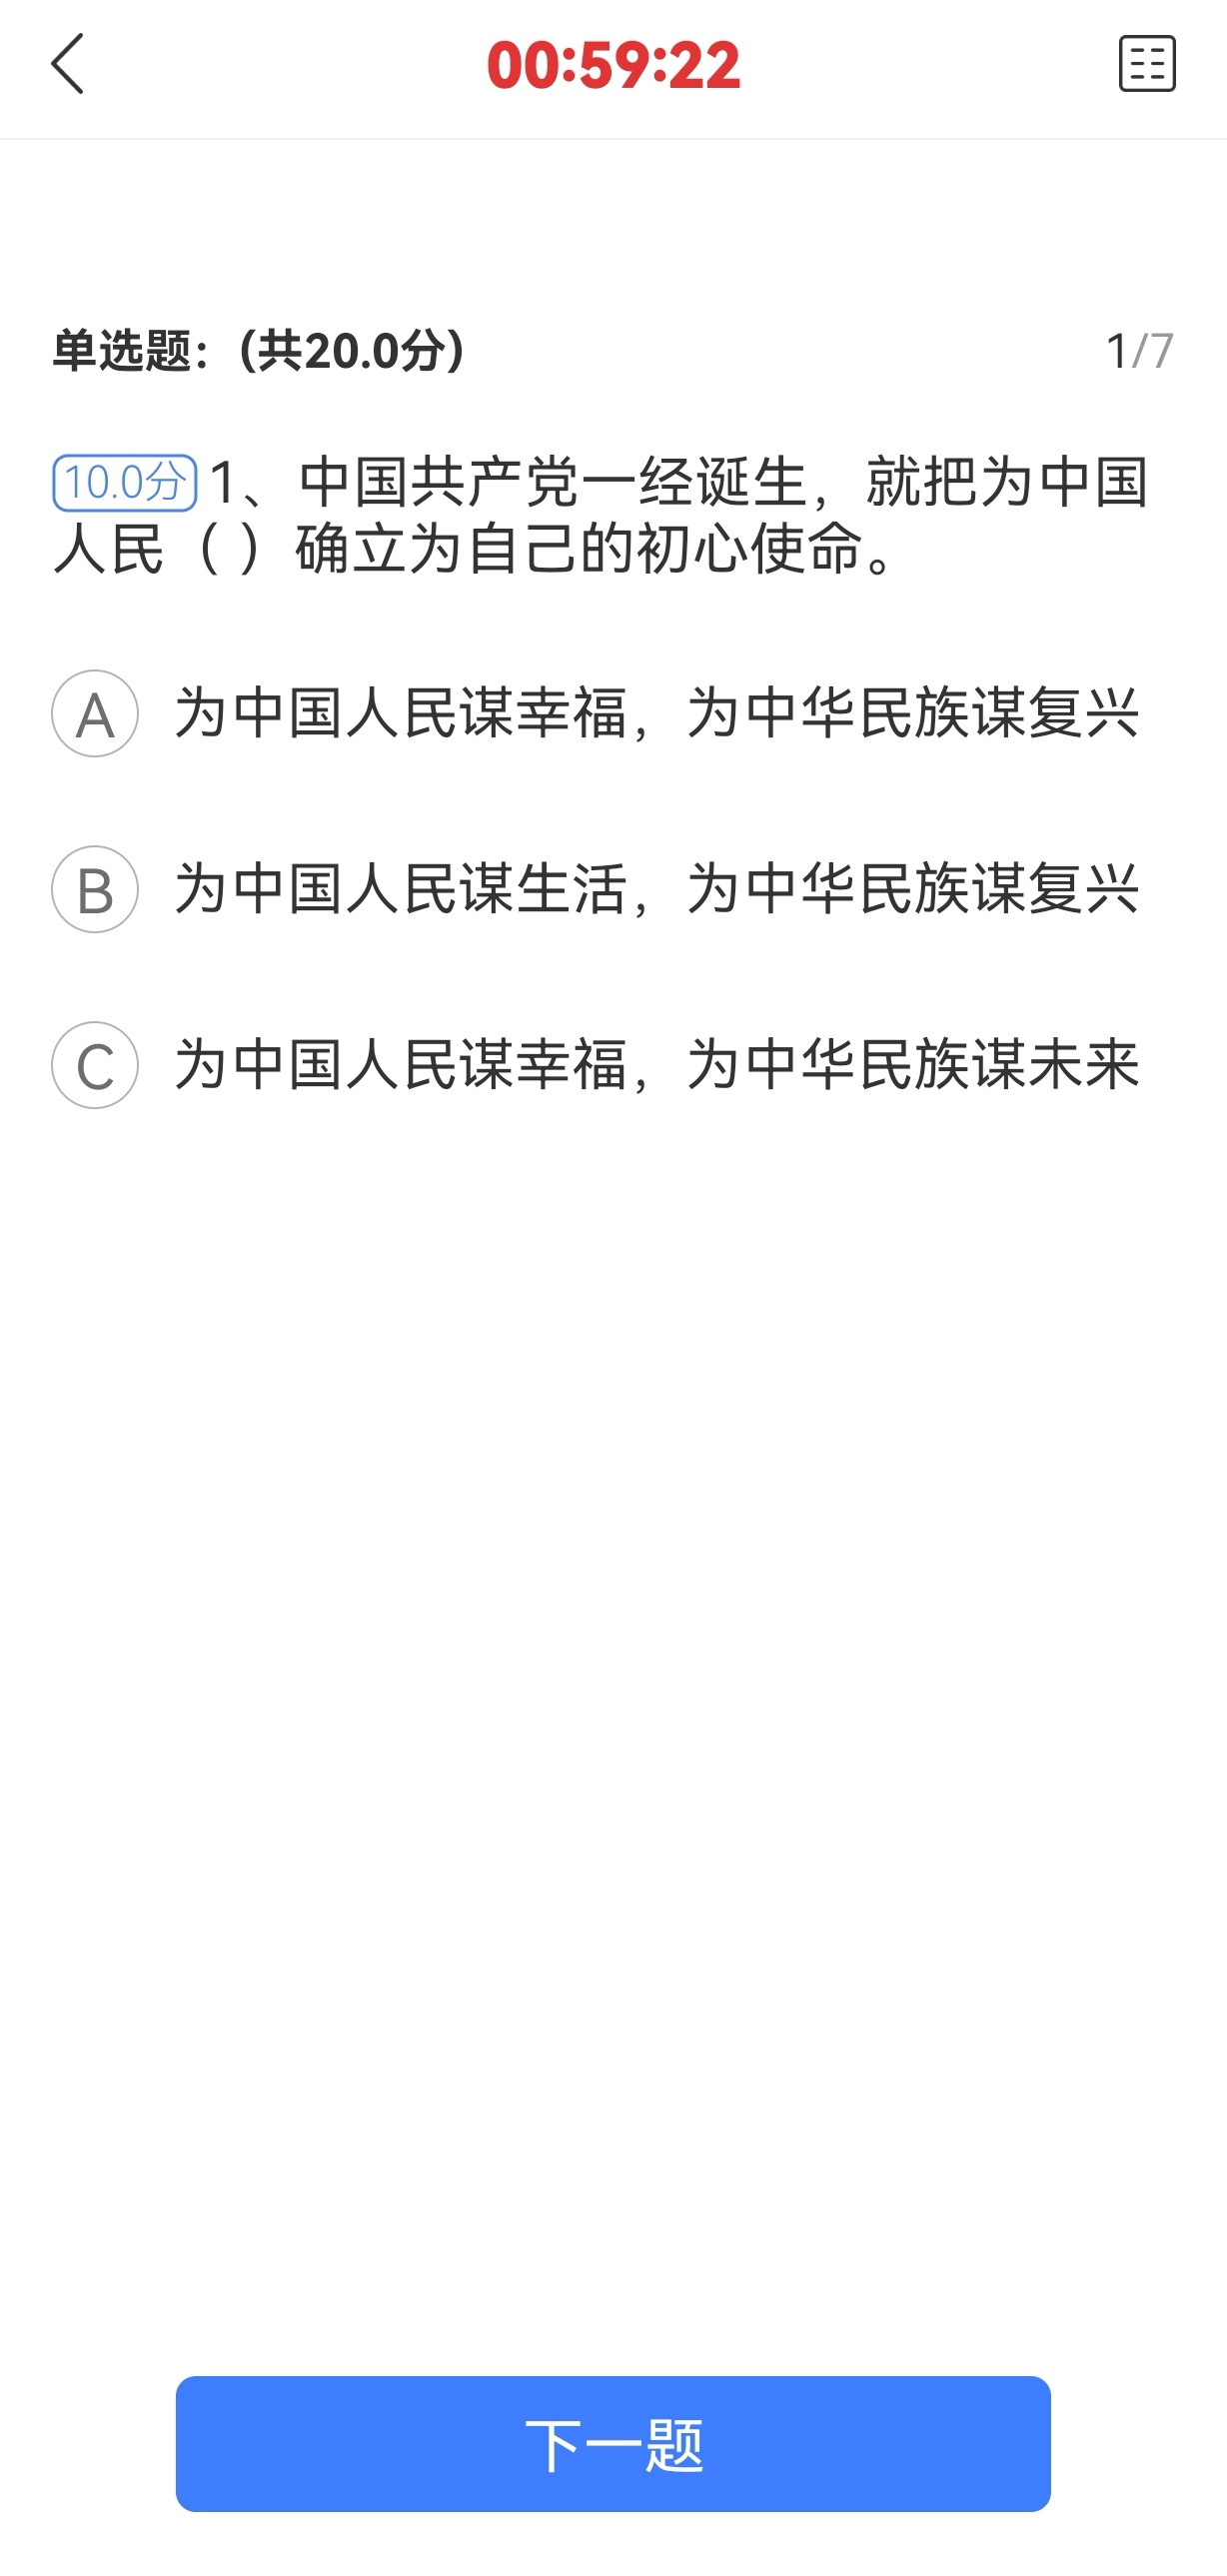 00:59:22
单选题：(共20.0分) 1/7
10.0分 1、中国共产党一经诞生，就把为中国
人民（ ）确立为自己的初心使命。
A 为中国人民谋幸福，为中华民族谋复兴
B 为中国人民谋生活，为中华民族谋复兴
C 为中国人民谋幸福，为中华民族谋未来
下一题